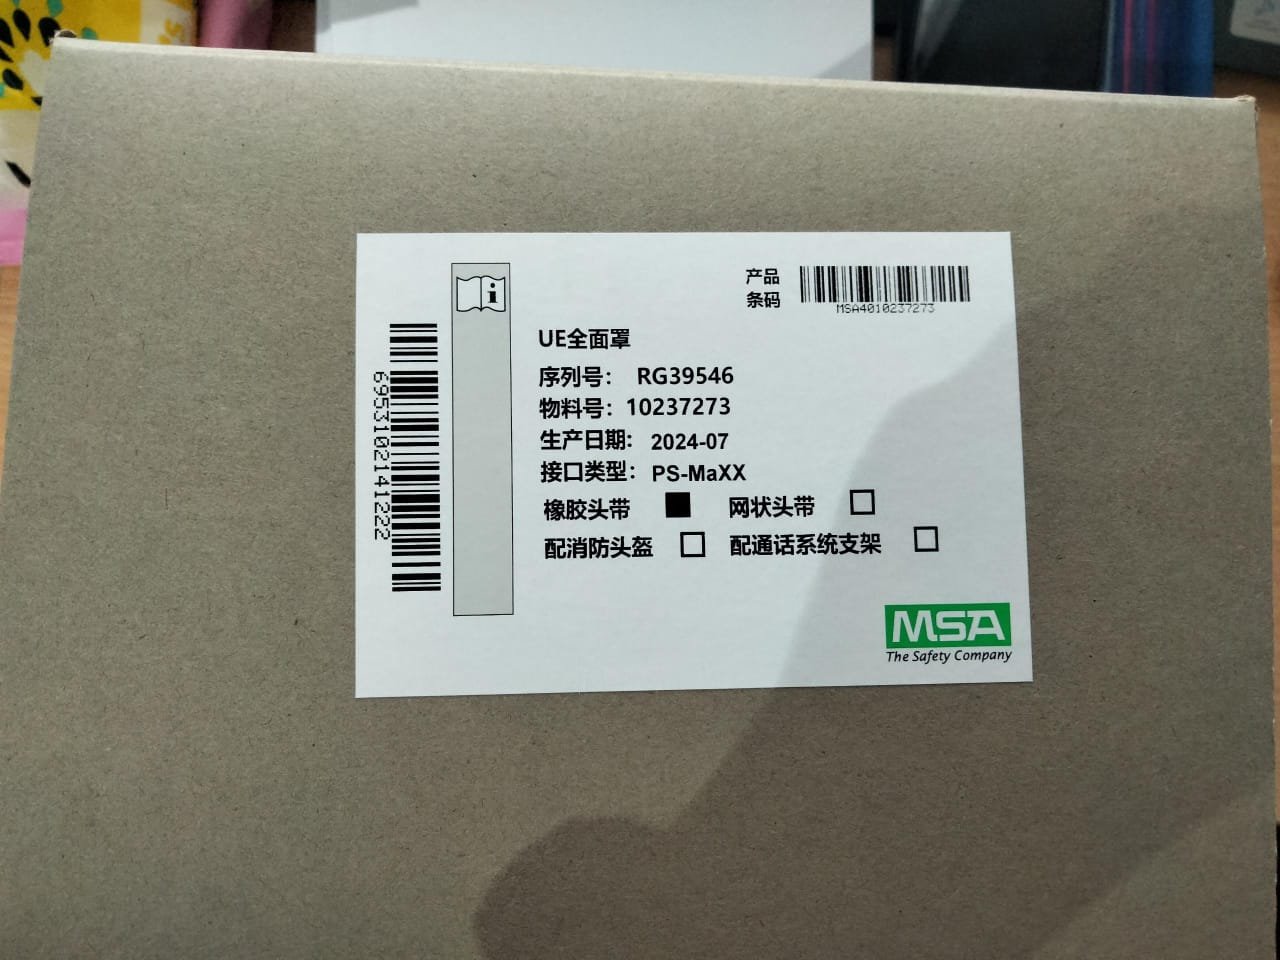 产品
条码
MSA4010237273
UE全面罩
序列号： RG39546
物料号：10237273
生产日期： 2024-07
接口类型： PS-MaXX
橡胶头带 ■ 网状头带 □
配消防头盔 □ 配通话系统支架 □
6953102141222
MSA
The Safety Company